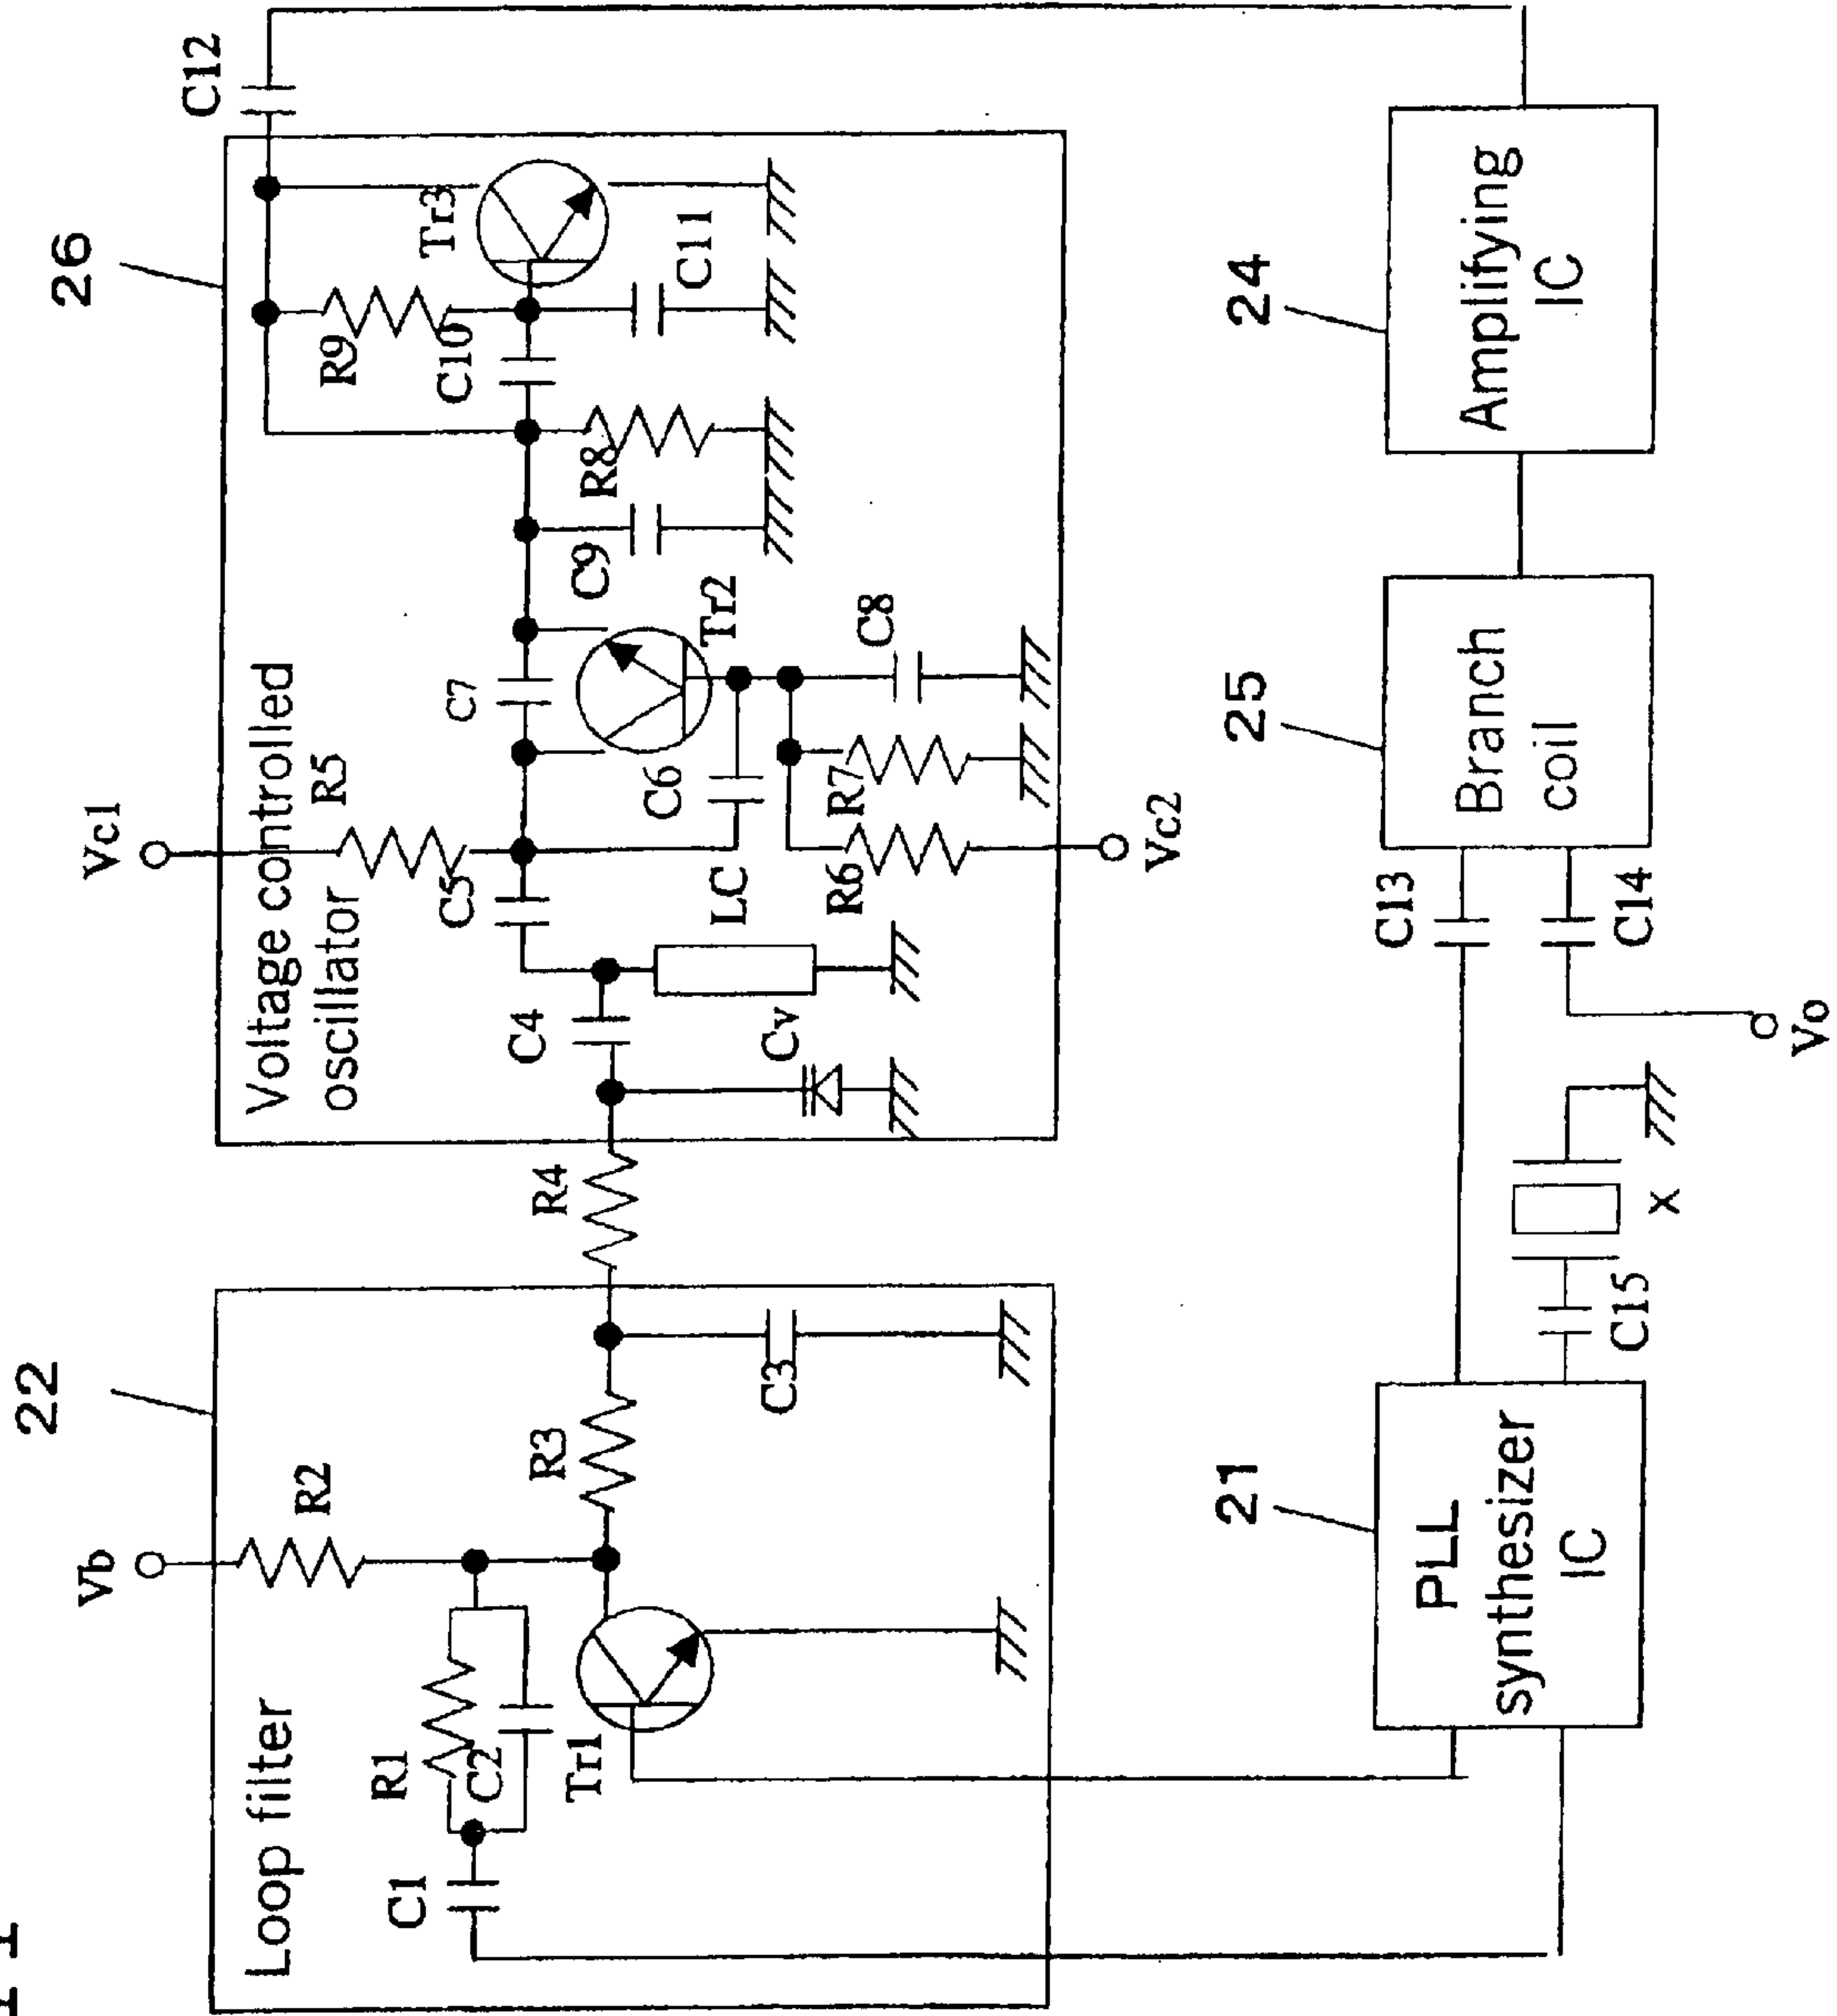 22
26
Vb
Vc1
Loop filter
R2
R1
C1
C2
Tr1
R3
C3
R4
Voltage controlled
oscillator
R5
C4
C5
Cv
LC
C6
C7
R6
R7
Vc2
Tr2
C8
C9
R8
C10
R9
Tr3
C11
C12
21
PLL
synthesizer
IC
C15
X
C13
C14
Vo
25
Branch
coil
24
Amplifying
IC